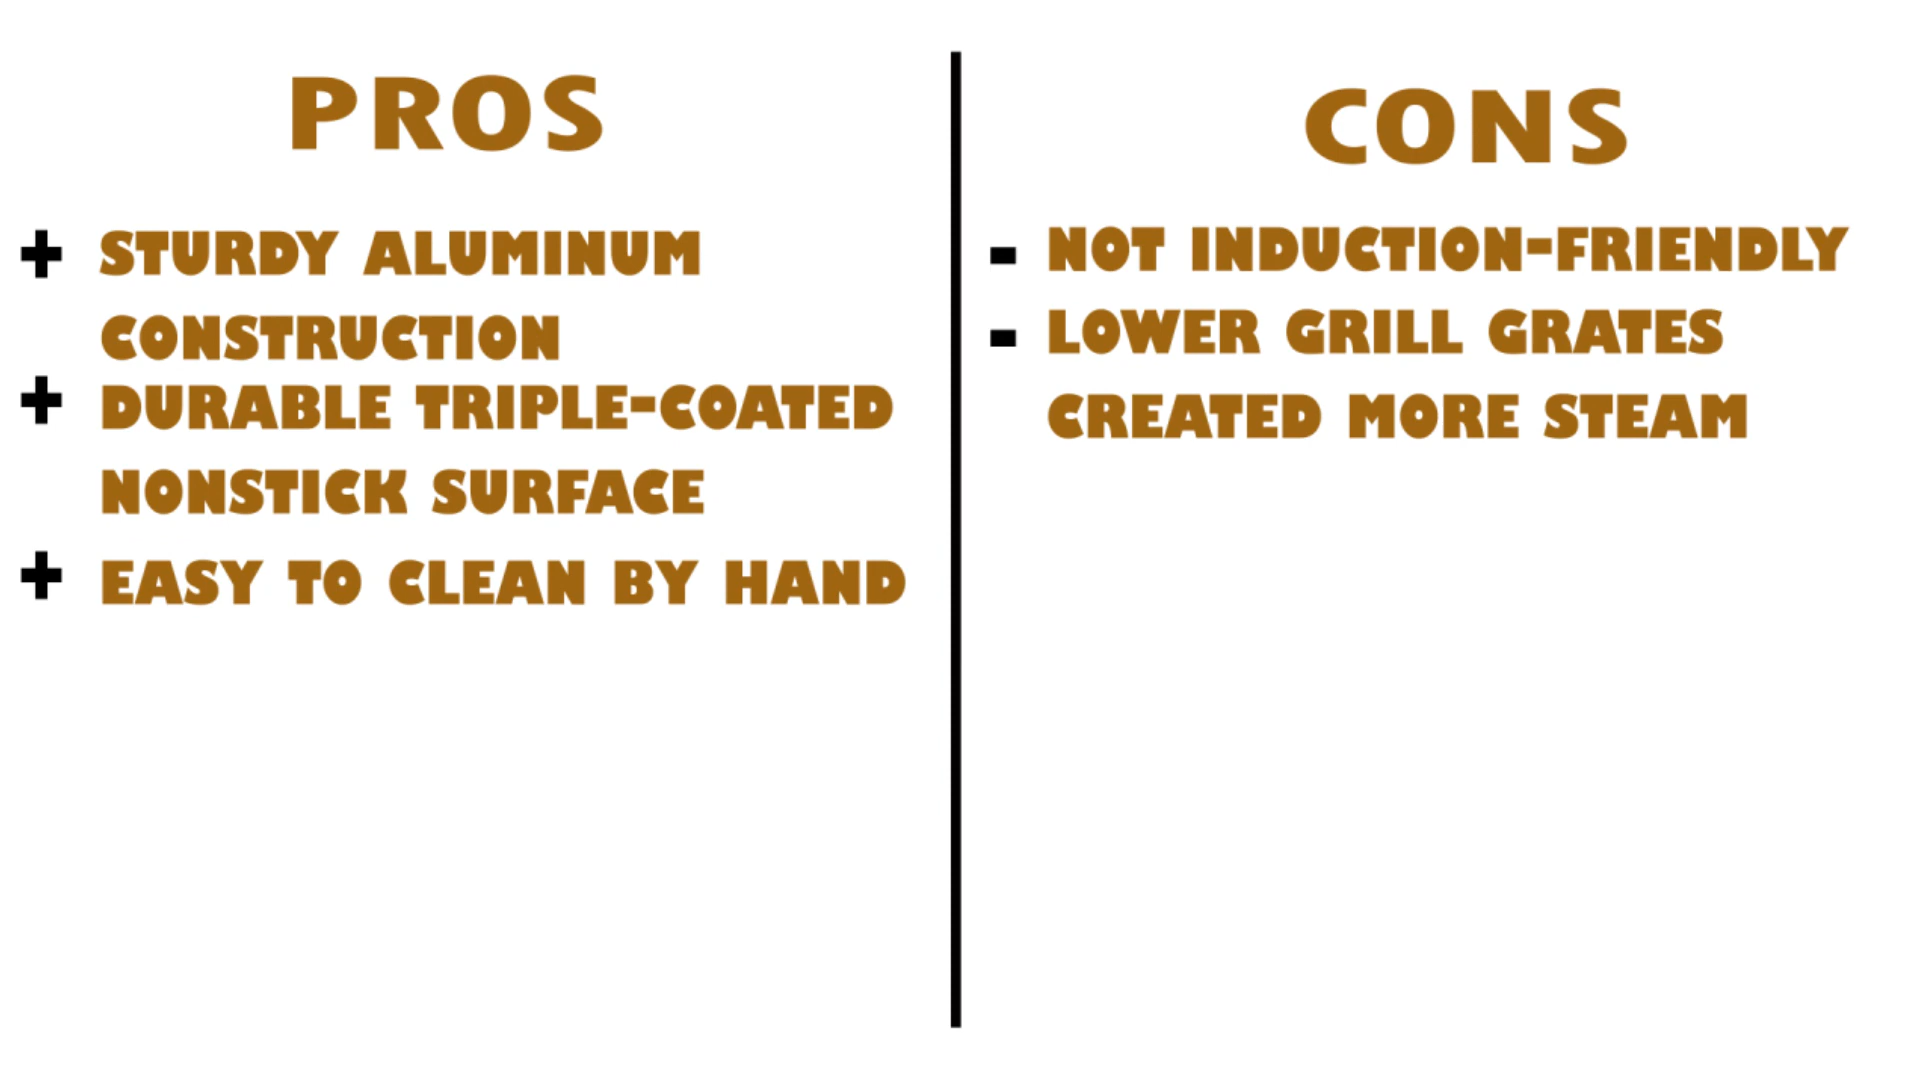 PROS
+ STURDY ALUMINUM
CONSTRUCTION
+ DURABLE TRIPLE-COATED
NONSTICK SURFACE
+ EASY TO CLEAN BY HAND
CONS
- NOT INDUCTION-FRIENDLY
- LOWER GRILL GRATES
CREATED MORE STEAM